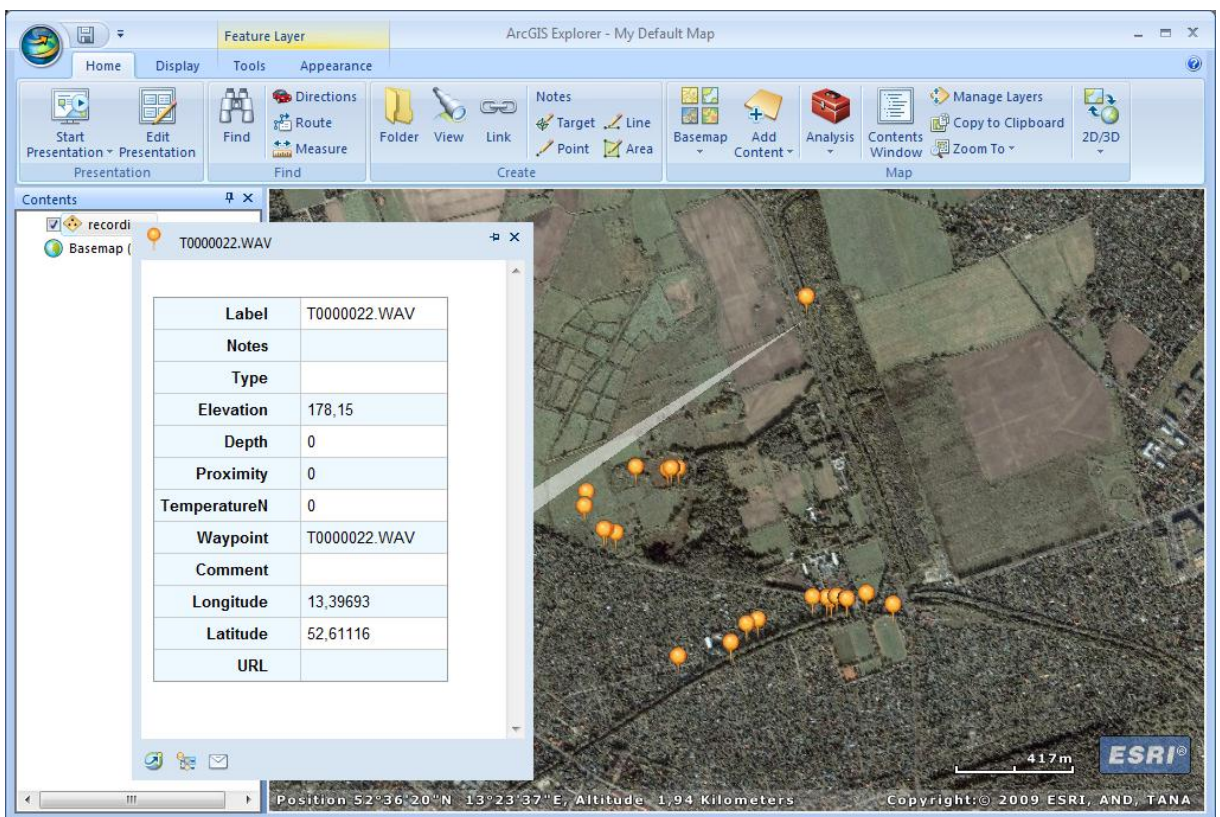 Feature Layer
ArcGIS Explorer - My Default Map
Home Display Tools Appearance
Start Presentation
Edit Presentation
Presentation
Find
Directions
Route
Measure
Find
Folder
View
Link
Notes
Target
Line
Point
Area
Create
Basemap
Add Content
Analysis
Contents Window
Manage Layers
Copy to Clipboard
Zoom To
2D/3D
Map
Contents
recordi
Basemap (
T0000022.WAV
Label T0000022.WAV
Notes
Type
Elevation 178,15
Depth 0
Proximity 0
TemperatureN 0
Waypoint T0000022.WAV
Comment
Longitude 13,39693
Latitude 52,61116
URL
417m
ESRI®
Position 52°36'20"N 13°23'37"E, Altitude 1,94 Kilometers
Copyright:© 2009 ESRI, AND, TANA